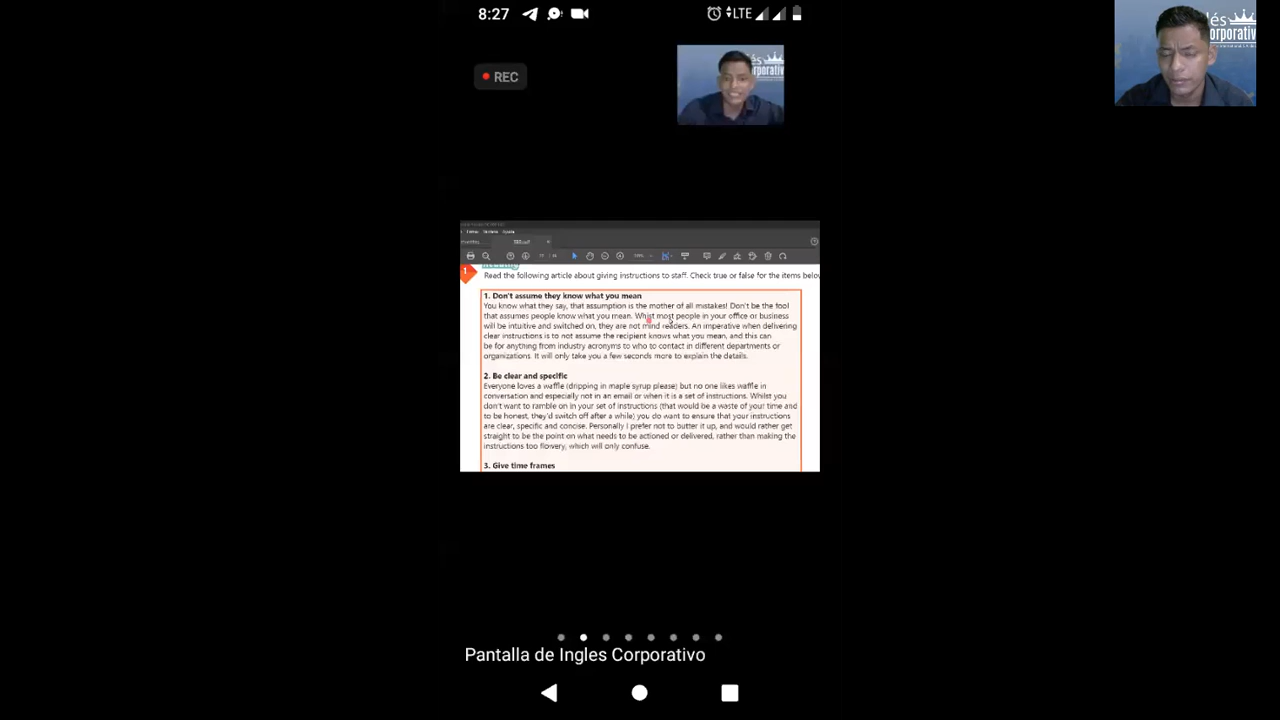 8:27
LTE
REC
és
orporativ
lés
Corporativ
Read the following article about giving instructions to staff. Check true or false for the items below
1. Don't assume they know what you mean
You know what they say, that assumption is the mother of all mistakes! Don't be the fool
that assumes people know what you mean. Whilst most people in your office or business
will be intuitive and switched on, they are not mind readers. An imperative when delivering
clear instructions is to not assume the recipient knows what you mean, and this can
be for anything from industry acronyms to who to contact in different departments or
organizations. It will only take you a few seconds more to explain the details.
2. Be clear and specific
Everyone loves a waffle (dripping in maple syrup please) but no one likes waffle in
conversation and especially not in an email or when it is a set of instructions. Whilst you
don't want to ramble on in your set of instructions (that would be a waste of your time and
to be honest, they'd switch off after a while) you do want to ensure that your instructions
are clear, specific and concise. Personally I prefer not to butter it up, and would rather get
straight to be the point on what needs to be actioned or delivered, rather than making the
instructions too flowery, which will only confuse.
3. Give time frames
Pantalla de Ingles Corporativo